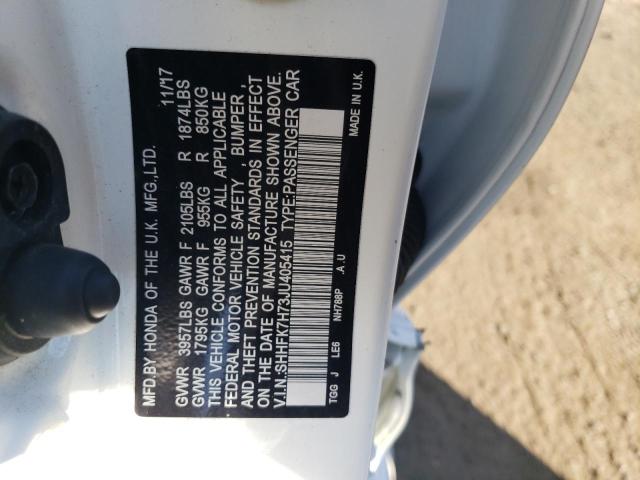 MFD.BY HONDA OF THE U.K. MFG.,LTD. 11/17
GVWR 3957LBS GAWR F 2105LBS R 1874LBS
GVWR 1795KG GAWR F 955KG R 850KG
THIS VEHICLE CONFORMS TO ALL APPLICABLE
FEDERAL MOTOR VEHICLE SAFETY , BUMPER ,
AND THEFT PREVENTION STANDARDS IN EFFECT
ON THE DATE OF MANUFACTURE SHOWN ABOVE.
V.I.N.:SHHFK7H73JU405415 TYPE:PASSENGER CAR
TGG J LE6 NH788P .A.U MADE IN U.K.